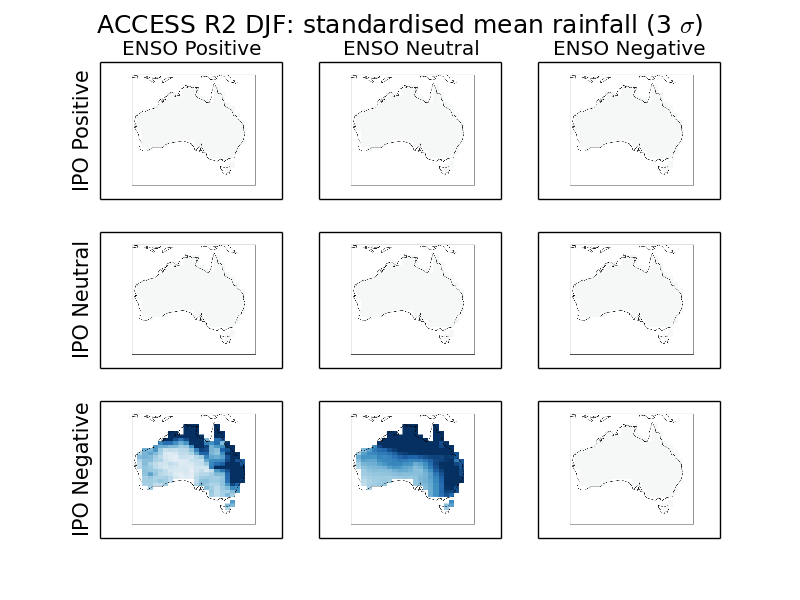 ACCESS R2 DJF: standardised mean rainfall (3 σ)
ENSO Positive ENSO Neutral ENSO Negative
IPO Positive
IPO Neutral
IPO Negative